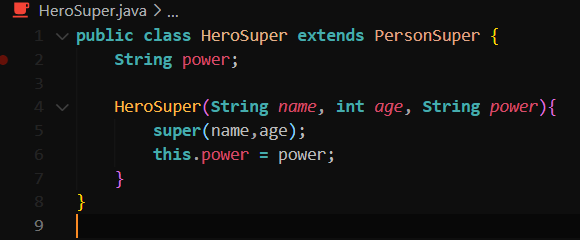 HeroSuper.java > ...
1 public class HeroSuper extends PersonSuper {
2     String power;
3
4     HeroSuper(String name, int age, String power){
5         super(name,age);
6         this.power = power;
7     }
8 }
9